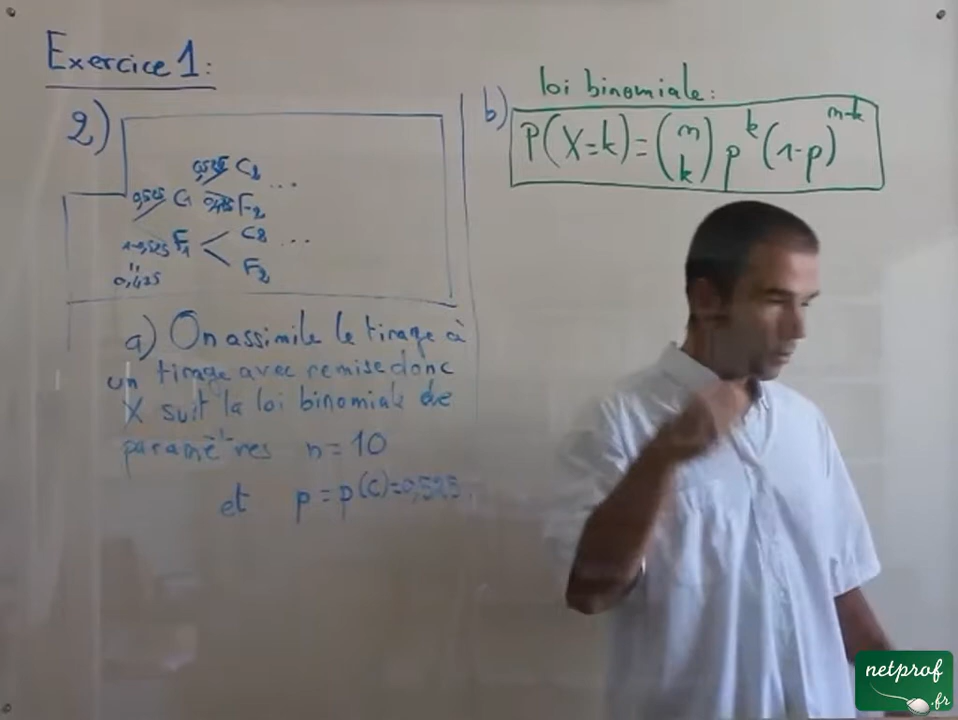 Exercice 1:
2)
0,525 C2 ...
0,525 C1 0,475 F2
1-0,525 F1 < C2 ...
F2
"
a) On assimile le tirage à
un tirage avec remise donc
X suit la loi binomiale de
paramètres n = 10
et p = p(C)=0,525.
loi binomiale:
b) P(X=k)=(n k) p^k (1-p)^n-k
netprof
.fr